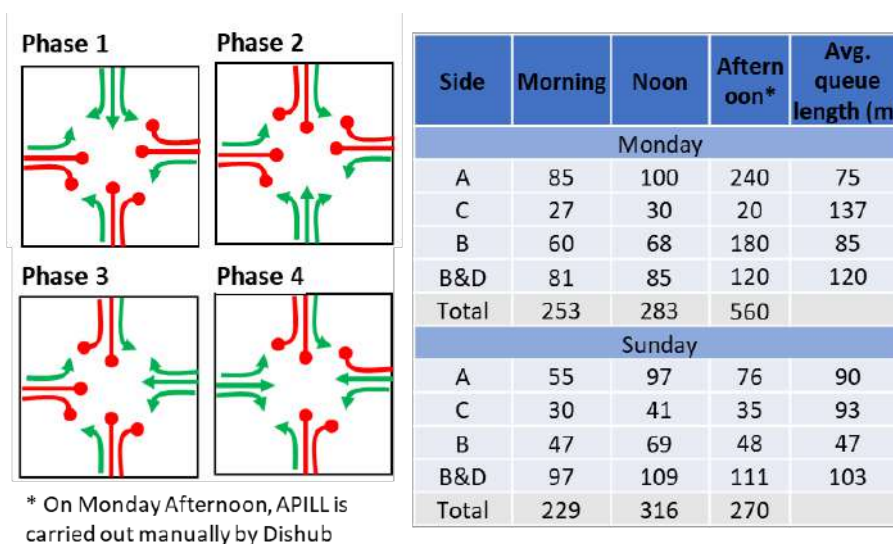 Phase 1
Phase 2
Phase 3
Phase 4
* On Monday Afternoon, APILL is
carried out manually by Dishub
Side Morning Noon Aftern oon* Avg. queue length (m
Monday
A 85 100 240 75
C 27 30 20 137
B 60 68 180 85
B&D 81 85 120 120
Total 253 283 560
Sunday
A 55 97 76 90
C 30 41 35 93
B 47 69 48 47
B&D 97 109 111 103
Total 229 316 270